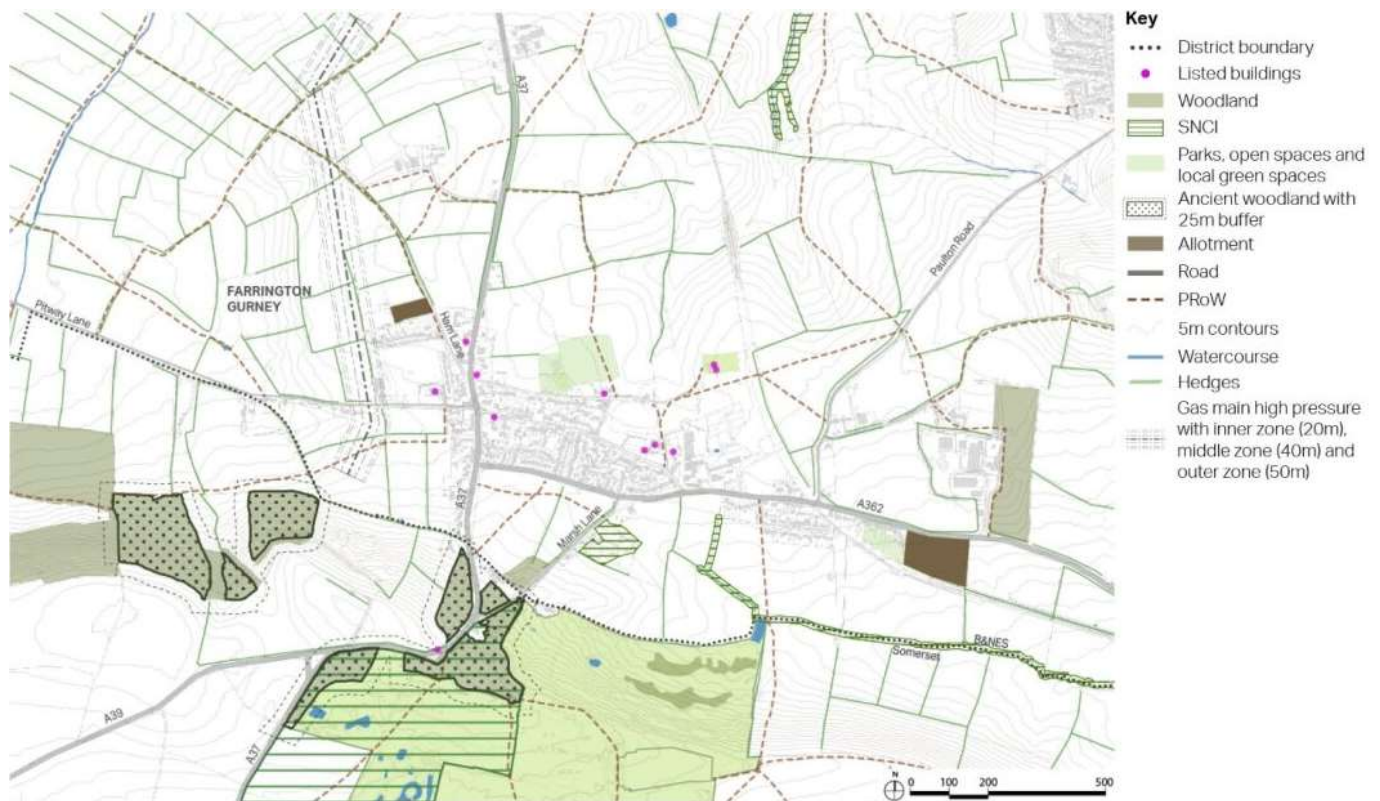 A37
Paulton Road
FARRINGTON
GURNEY
Pitway Lane
Ham Lane
A37
A362
Marsh Lane
B&NES
Somerset
A39
A37
N
0 100 200 500
Key
District boundary
Listed buildings
Woodland
SNCI
Parks, open spaces and
local green spaces
Ancient woodland with
25m buffer
Allotment
Road
PRoW
5m contours
Watercourse
Hedges
Gas main high pressure
with inner zone (20m),
middle zone (40m) and
outer zone (50m)